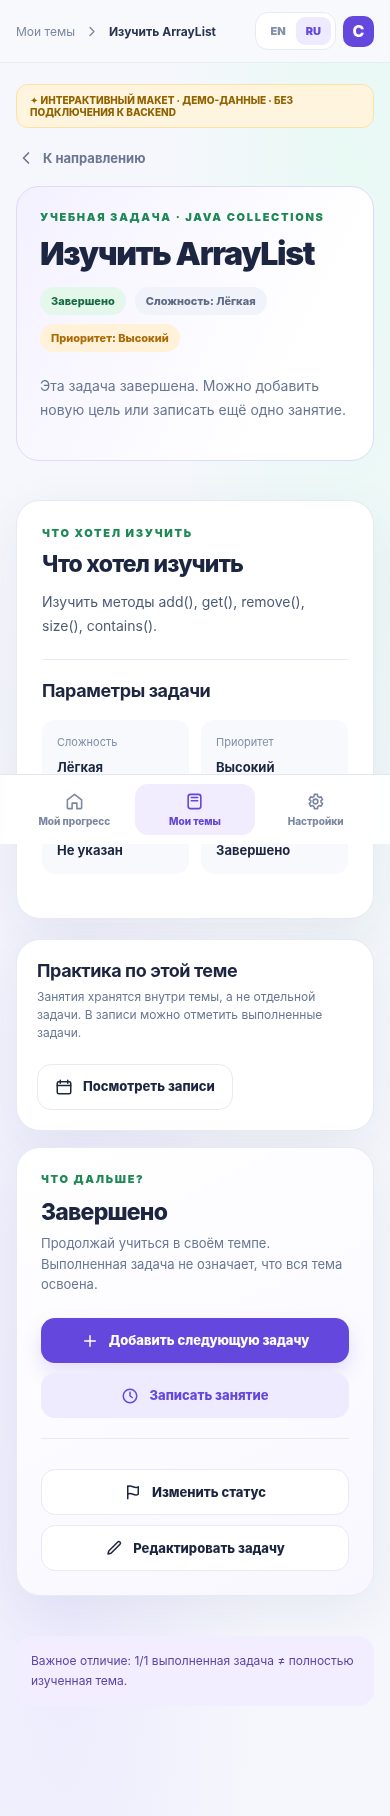 Мои темы > Изучить ArrayList EN RU C
✦ ИНТЕРАКТИВНЫЙ МАКЕТ · ДЕМО-ДАННЫЕ · БЕЗ
ПОДКЛЮЧЕНИЯ К BACKEND
К направлению
УЧЕБНАЯ ЗАДАЧА · JAVA COLLECTIONS
Изучить ArrayList
Завершено Сложность: Лёгкая
Приоритет: Высокий
Эта задача завершена. Можно добавить
новую цель или записать ещё одно занятие.
ЧТО ХОТЕЛ ИЗУЧИТЬ
Что хотел изучить
Изучить методы add(), get(), remove(),
size(), contains().
Параметры задачи
Сложность Приоритет
Лёгкая Высокий
Мой прогресс Мои темы Настройки
Не указан Завершено
Практика по этой теме
Занятия хранятся внутри темы, а не отдельной
задачи. В записи можно отметить выполненные
задачи.
Посмотреть записи
ЧТО ДАЛЬШЕ?
Завершено
Продолжай учиться в своём темпе.
Выполненная задача не означает, что вся тема
освоена.
Добавить следующую задачу
Записать занятие
Изменить статус
Редактировать задачу
Важное отличие: 1/1 выполненная задача ≠ полностью
изученная тема.